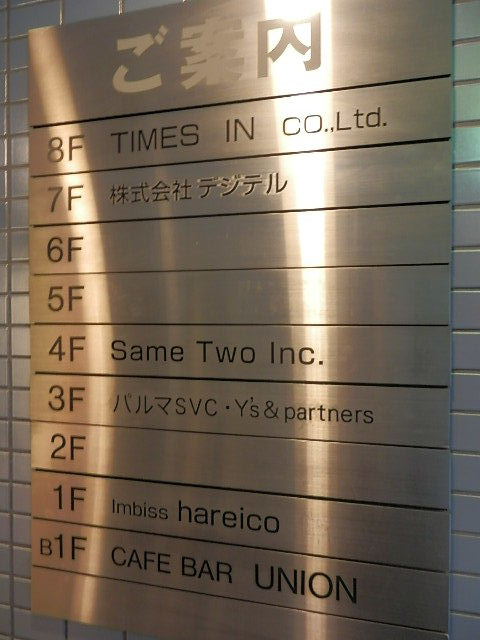 ご案内
8F TIMES IN CO.,Ltd.
7F 株式会社 デジテル
6F
5F
4F Same Two Inc.
3F パルマSVC・Y's & partners
2F
1F Imbiss hareico
B1F CAFE BAR UNION